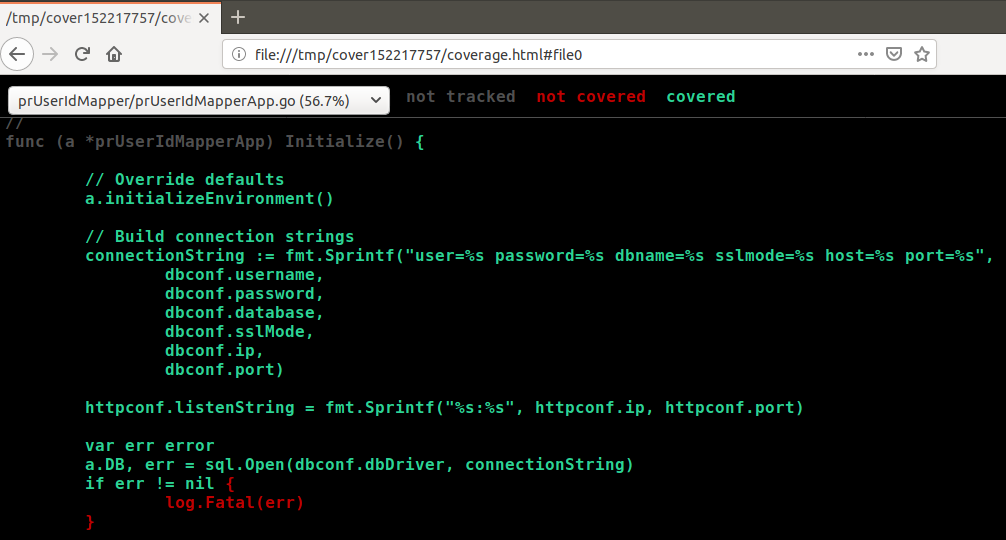 /tmp/cover152217757/cove
file:///tmp/cover152217757/coverage.html#file0
prUserIdMapper/prUserIdMapperApp.go (56.7%) not tracked not covered covered
//
func (a *prUserIdMapperApp) Initialize() {
// Override defaults
a.initializeEnvironment()
// Build connection strings
connectionString := fmt.Sprintf("user=%s password=%s dbname=%s sslmode=%s host=%s port=%s",
dbconf.username,
dbconf.password,
dbconf.database,
dbconf.sslMode,
dbconf.ip,
dbconf.port)
httpconf.listenString = fmt.Sprintf("%s:%s", httpconf.ip, httpconf.port)
var err error
a.DB, err = sql.Open(dbconf.dbDriver, connectionString)
if err != nil {
log.Fatal(err)
}